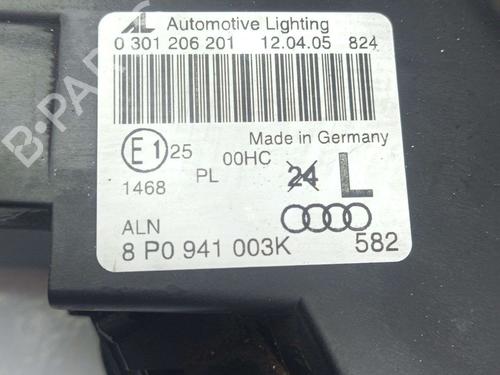 AL Automotive Lighting
0 301 206 201 12.04.05 824
Made in Germany
E1 25 00HC
1468 PL 24 L
ALN
8 P0 941 003K 582
B-PARTS